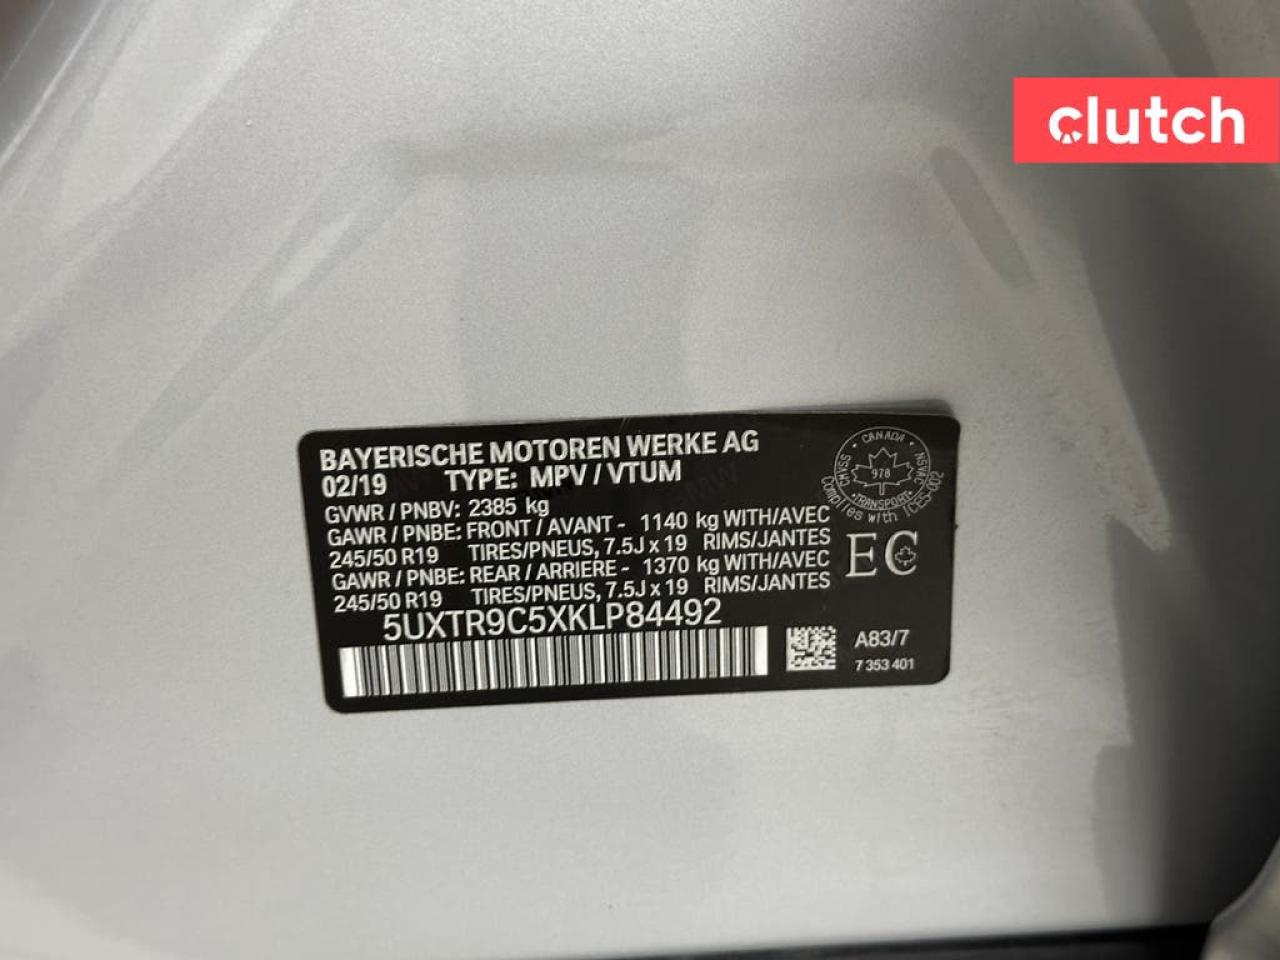 clutch
BAYERISCHE MOTOREN WERKE AG
02/19 TYPE: MPV / VTUM
GVWR / PNBV: 2385 kg
GAWR / PNBE: FRONT / AVANT - 1140 kg WITH/AVEC
245/50 R19 TIRES/PNEUS, 7.5J x 19 RIMS/JANTES
GAWR / PNBE: REAR / ARRIERE - 1370 kg WITH/AVEC
245/50 R19 TIRES/PNEUS, 7.5J x 19 RIMS/JANTES
5UXTR9C5XKLP84492
CANADA
CMVSS
NSVAC
978
TRANSPORT
Complies with ICES-002
EC
A83/7
7 353 401